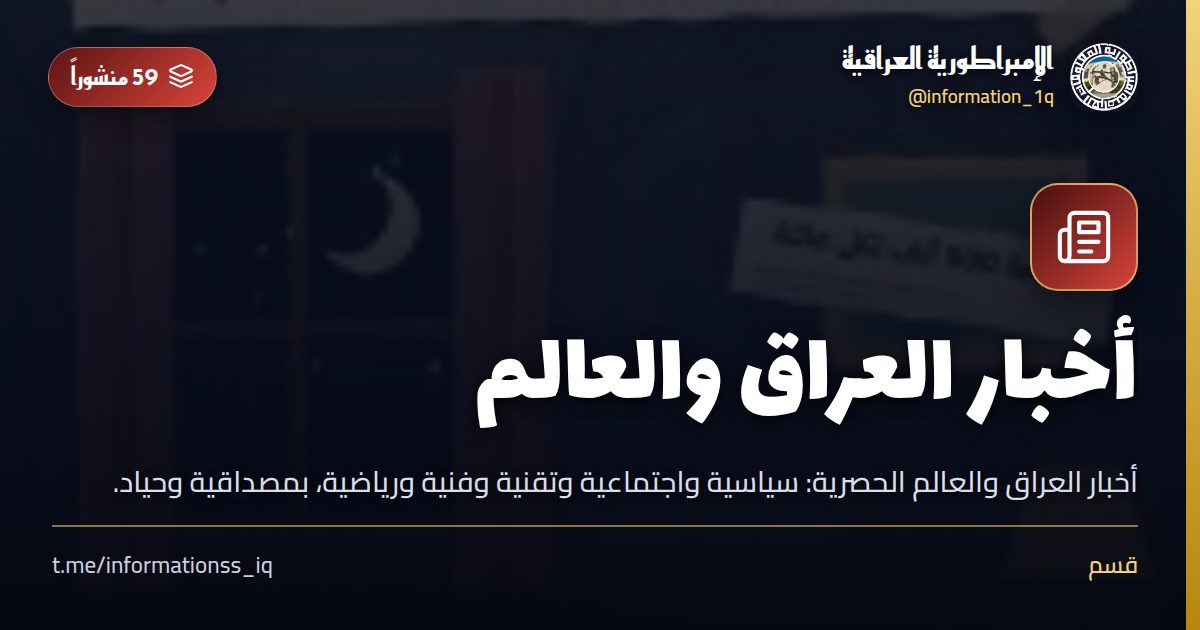 الإمبراطورية العراقية
@information_1q
59 منشوراً
أخبار العراق والعالم
أخبار العراق والعالم الحصرية: سياسية واجتماعية وتقنية وفنية ورياضية، بمصداقية وحياد.
قسم
t.me/informationss_iq